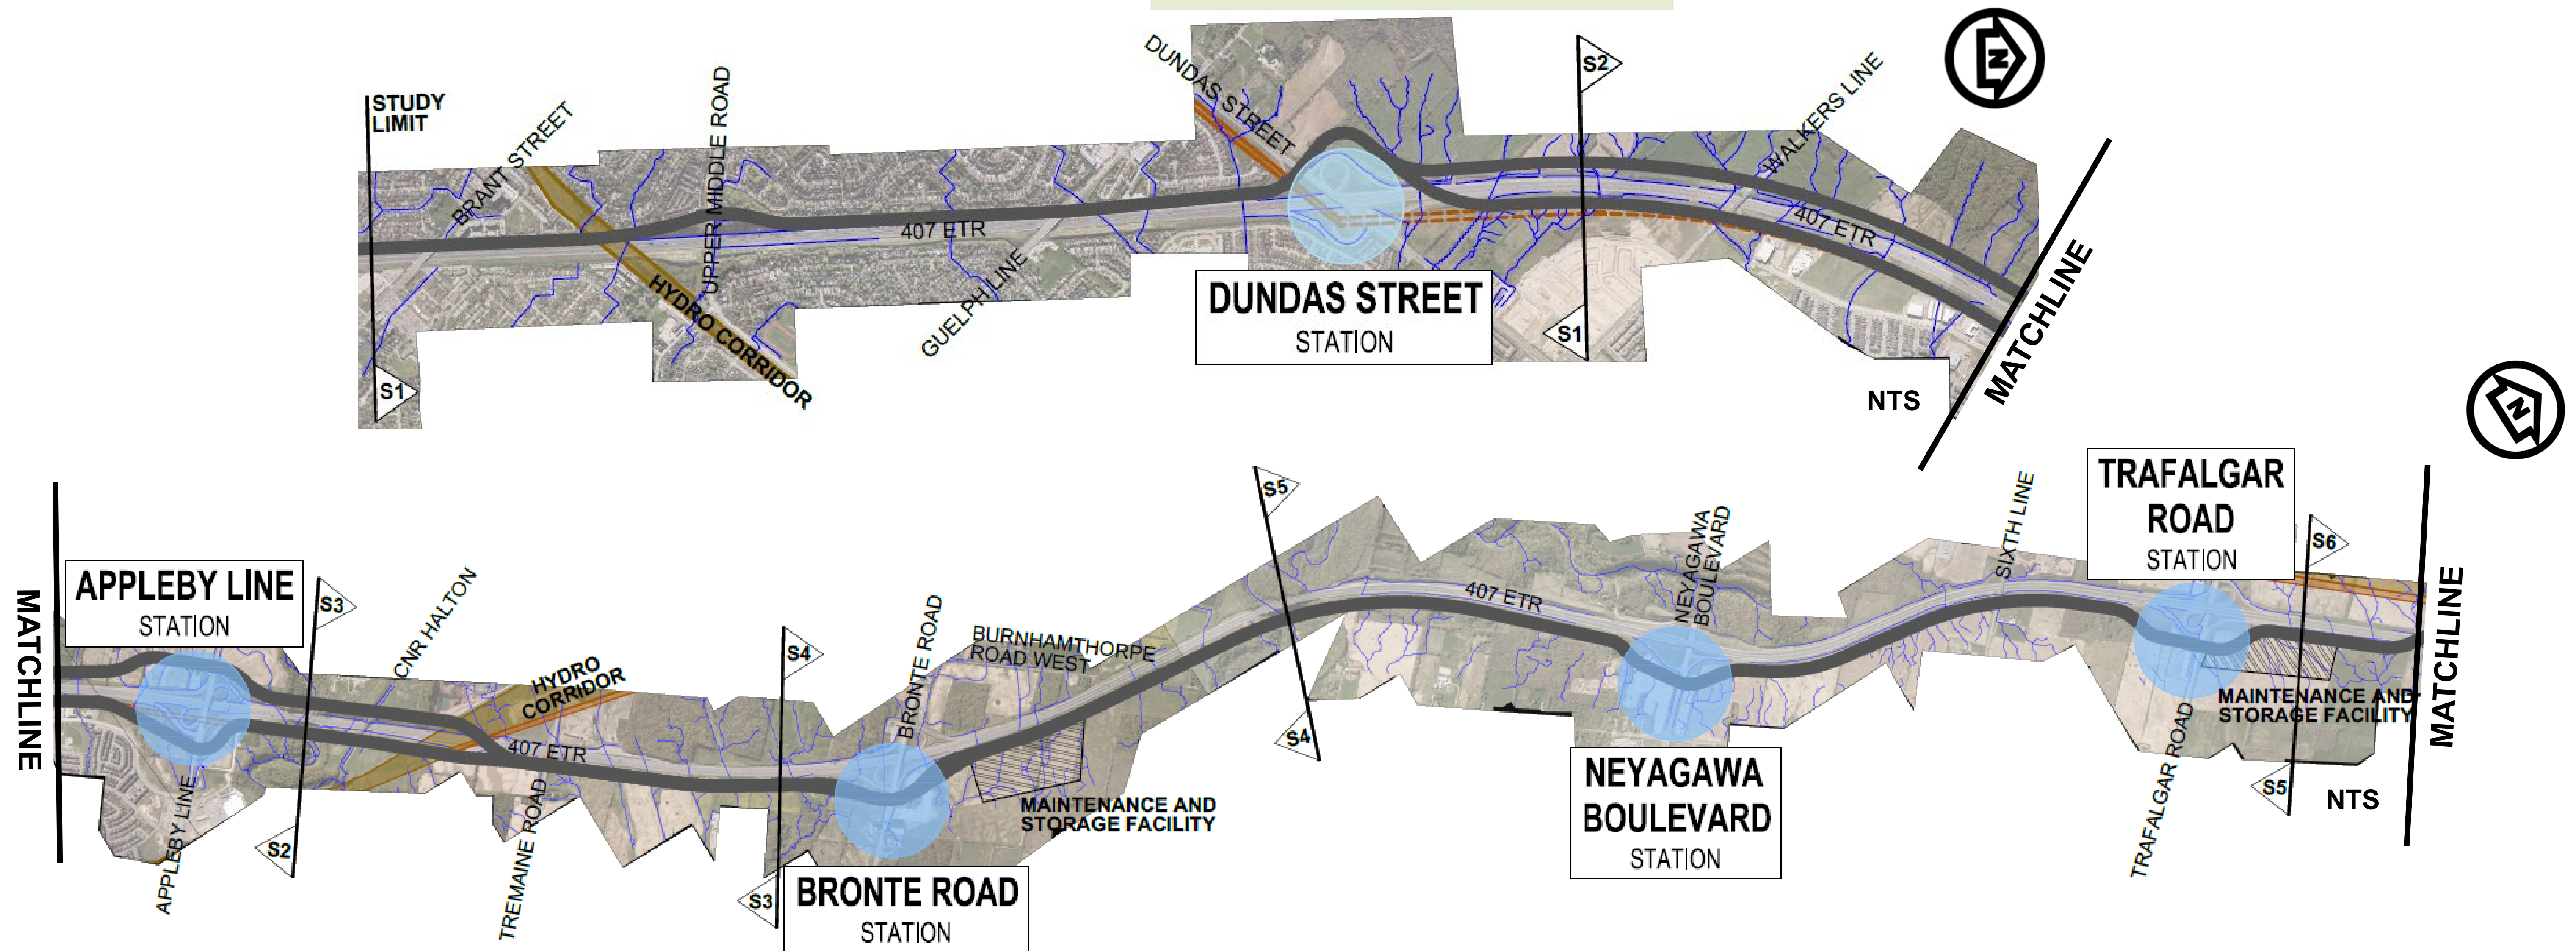 STUDY
LIMIT
BRANT STREET
UPPER MIDDLE ROAD
HYDRO CORRIDOR
407 ETR
GUELPH LINE
DUNDAS STREET
DUNDAS STREET
STATION
S1
S2
S1
WALKERS LINE
407 ETR
N
NTS
MATCHLINE
N
MATCHLINE
APPLEBY LINE
STATION
APPLEBY LINE
S3
S2
CNR HALTON
HYDRO
CORRIDOR
407 ETR
TREMAINE ROAD
S4
S3
BRONTE ROAD
BRONTE ROAD
STATION
BURNHAMTHORPE
ROAD WEST
MAINTENANCE AND
STORAGE FACILITY
S5
S4
407 ETR
NEYAGAWA
BOULEVARD
NEYAGAWA
BOULEVARD
STATION
SIXTH LINE
TRAFALGAR
ROAD
STATION
TRAFALGAR ROAD
S6
MAINTENANCE AND
STORAGE FACILITY
S5
NTS
MATCHLINE